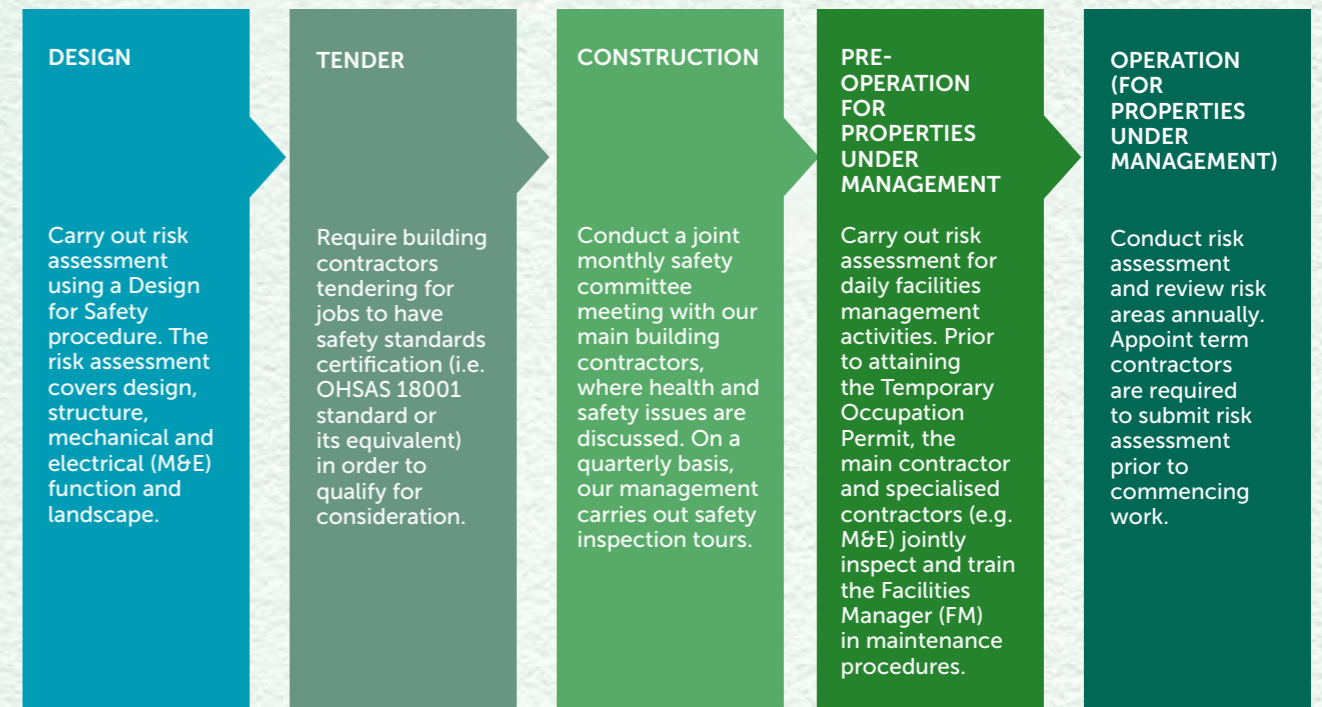 DESIGN
Carry out risk
assessment
using a Design
for Safety
procedure. The
risk assessment
covers design,
structure,
mechanical and
electrical (M&E)
function and
landscape.
TENDER
Require building
contractors
tendering for
jobs to have
safety standards
certification (i.e.
OHSAS 18001
standard or
its equivalent)
in order to
qualify for
consideration.
CONSTRUCTION
Conduct a joint
monthly safety
committee
meeting with our
main building
contractors,
where health and
safety issues are
discussed. On a
quarterly basis,
our management
carries out safety
inspection tours.
PRE-
OPERATION
FOR
PROPERTIES
UNDER
MANAGEMENT
Carry out risk
assessment for
daily facilities
management
activities. Prior
to attaining
the Temporary
Occupation
Permit, the
main contractor
and specialised
contractors (e.g.
M&E) jointly
inspect and train
the Facilities
Manager (FM)
in maintenance
procedures.
OPERATION
(FOR
PROPERTIES
UNDER
MANAGEMENT)
Conduct risk
assessment
and review risk
areas annually.
Appoint term
contractors
are required
to submit risk
assessment
prior to
commencing
work.